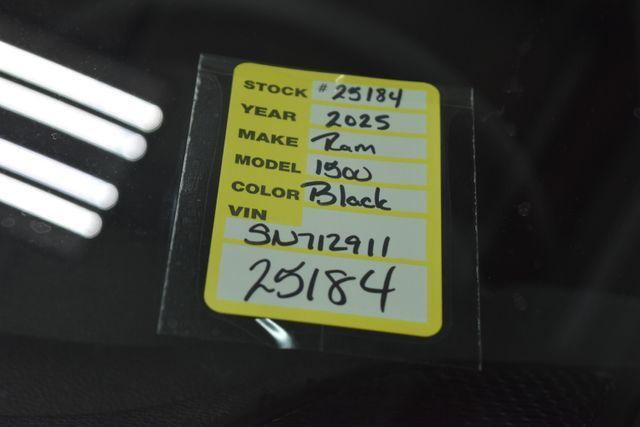 STOCK # 25184
YEAR 2025
MAKE Ram
MODEL 1500
COLOR Black
VIN
SN712911
25184